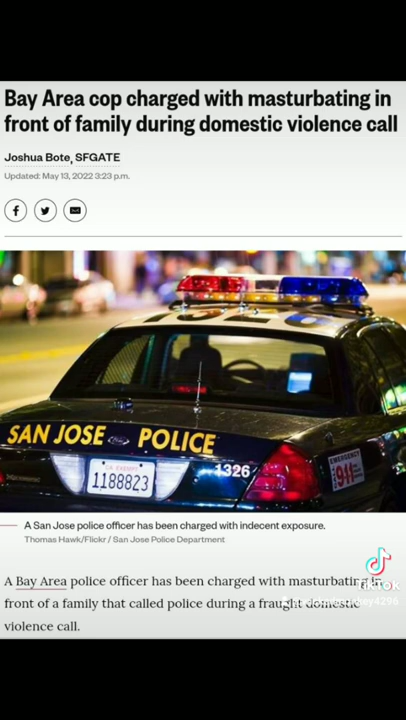 Bay Area cop charged with masturbating in
front of family during domestic violence call
Joshua Bote, SFGATE
Updated: May 13, 2022 3:23 p.m.
SAN JOSE POLICE
1326
CA EXEMPT
1188823
EMERGENCY
911
A San Jose police officer has been charged with indecent exposure.
Thomas Hawk/Flickr / San Jose Police Department
TikTok
A Bay Area police officer has been charged with masturbating in
front of a family that called police during a fraught domestic
violence call.